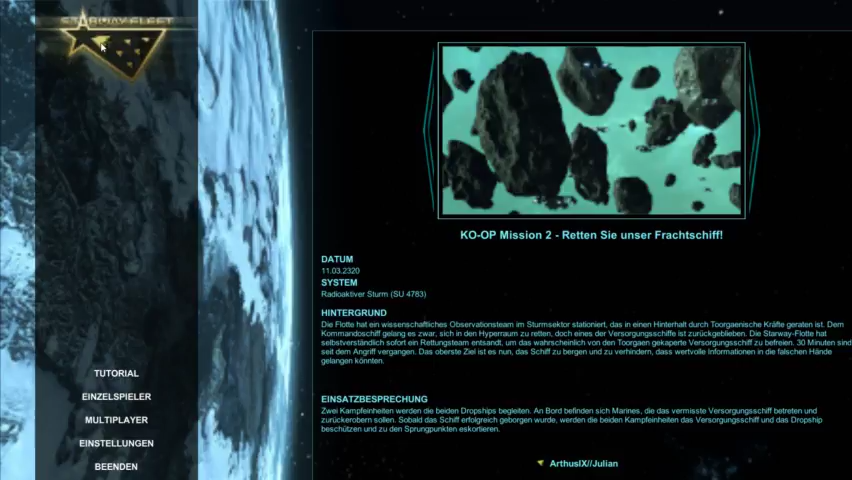 STARWAY FLEET
KO-OP Mission 2 - Retten Sie unser Frachtschiff!
DATUM
11.03.2320
SYSTEM
Radioaktiver Sturm (SU 4783)
HINTERGRUND
Die Flotte hat ein wissenschaftliches Observationsteam im Sturmsektor stationiert, das in einen Hinterhalt durch Toorgaenische Kräfte geraten ist. Dem
Kommandoschiff gelang es zwar, sich in den Hyperraum zu retten, doch eines der Versorgungsschiffe ist zurückgeblieben. Die Starway-Flotte hat
selbstverständlich sofort ein Rettungsteam entsandt, um das wahrscheinlich von den Toorgaen gekaperte Versorgungsschiff zu befreien. 30 Minuten sind
seit dem Angriff vergangen. Das oberste Ziel ist es nun, das Schiff zu bergen und zu verhindern, dass wertvolle Informationen in die falschen Hände
gelangen könnten.
EINSATZBESPRECHUNG
Zwei Kampfeinheiten werden die beiden Dropships begleiten. An Bord befinden sich Marines, die das vermisste Versorgungsschiff betreten und
zurückerobern sollen. Sobald das Schiff erfolgreich geborgen wurde, werden die beiden Kampfeinheiten das Versorgungsschiff und das Dropship
beschützen und zu den Sprungpunkten eskortieren.
ArthusIX//Julian
TUTORIAL
EINZELSPIELER
MULTIPLAYER
EINSTELLUNGEN
BEENDEN